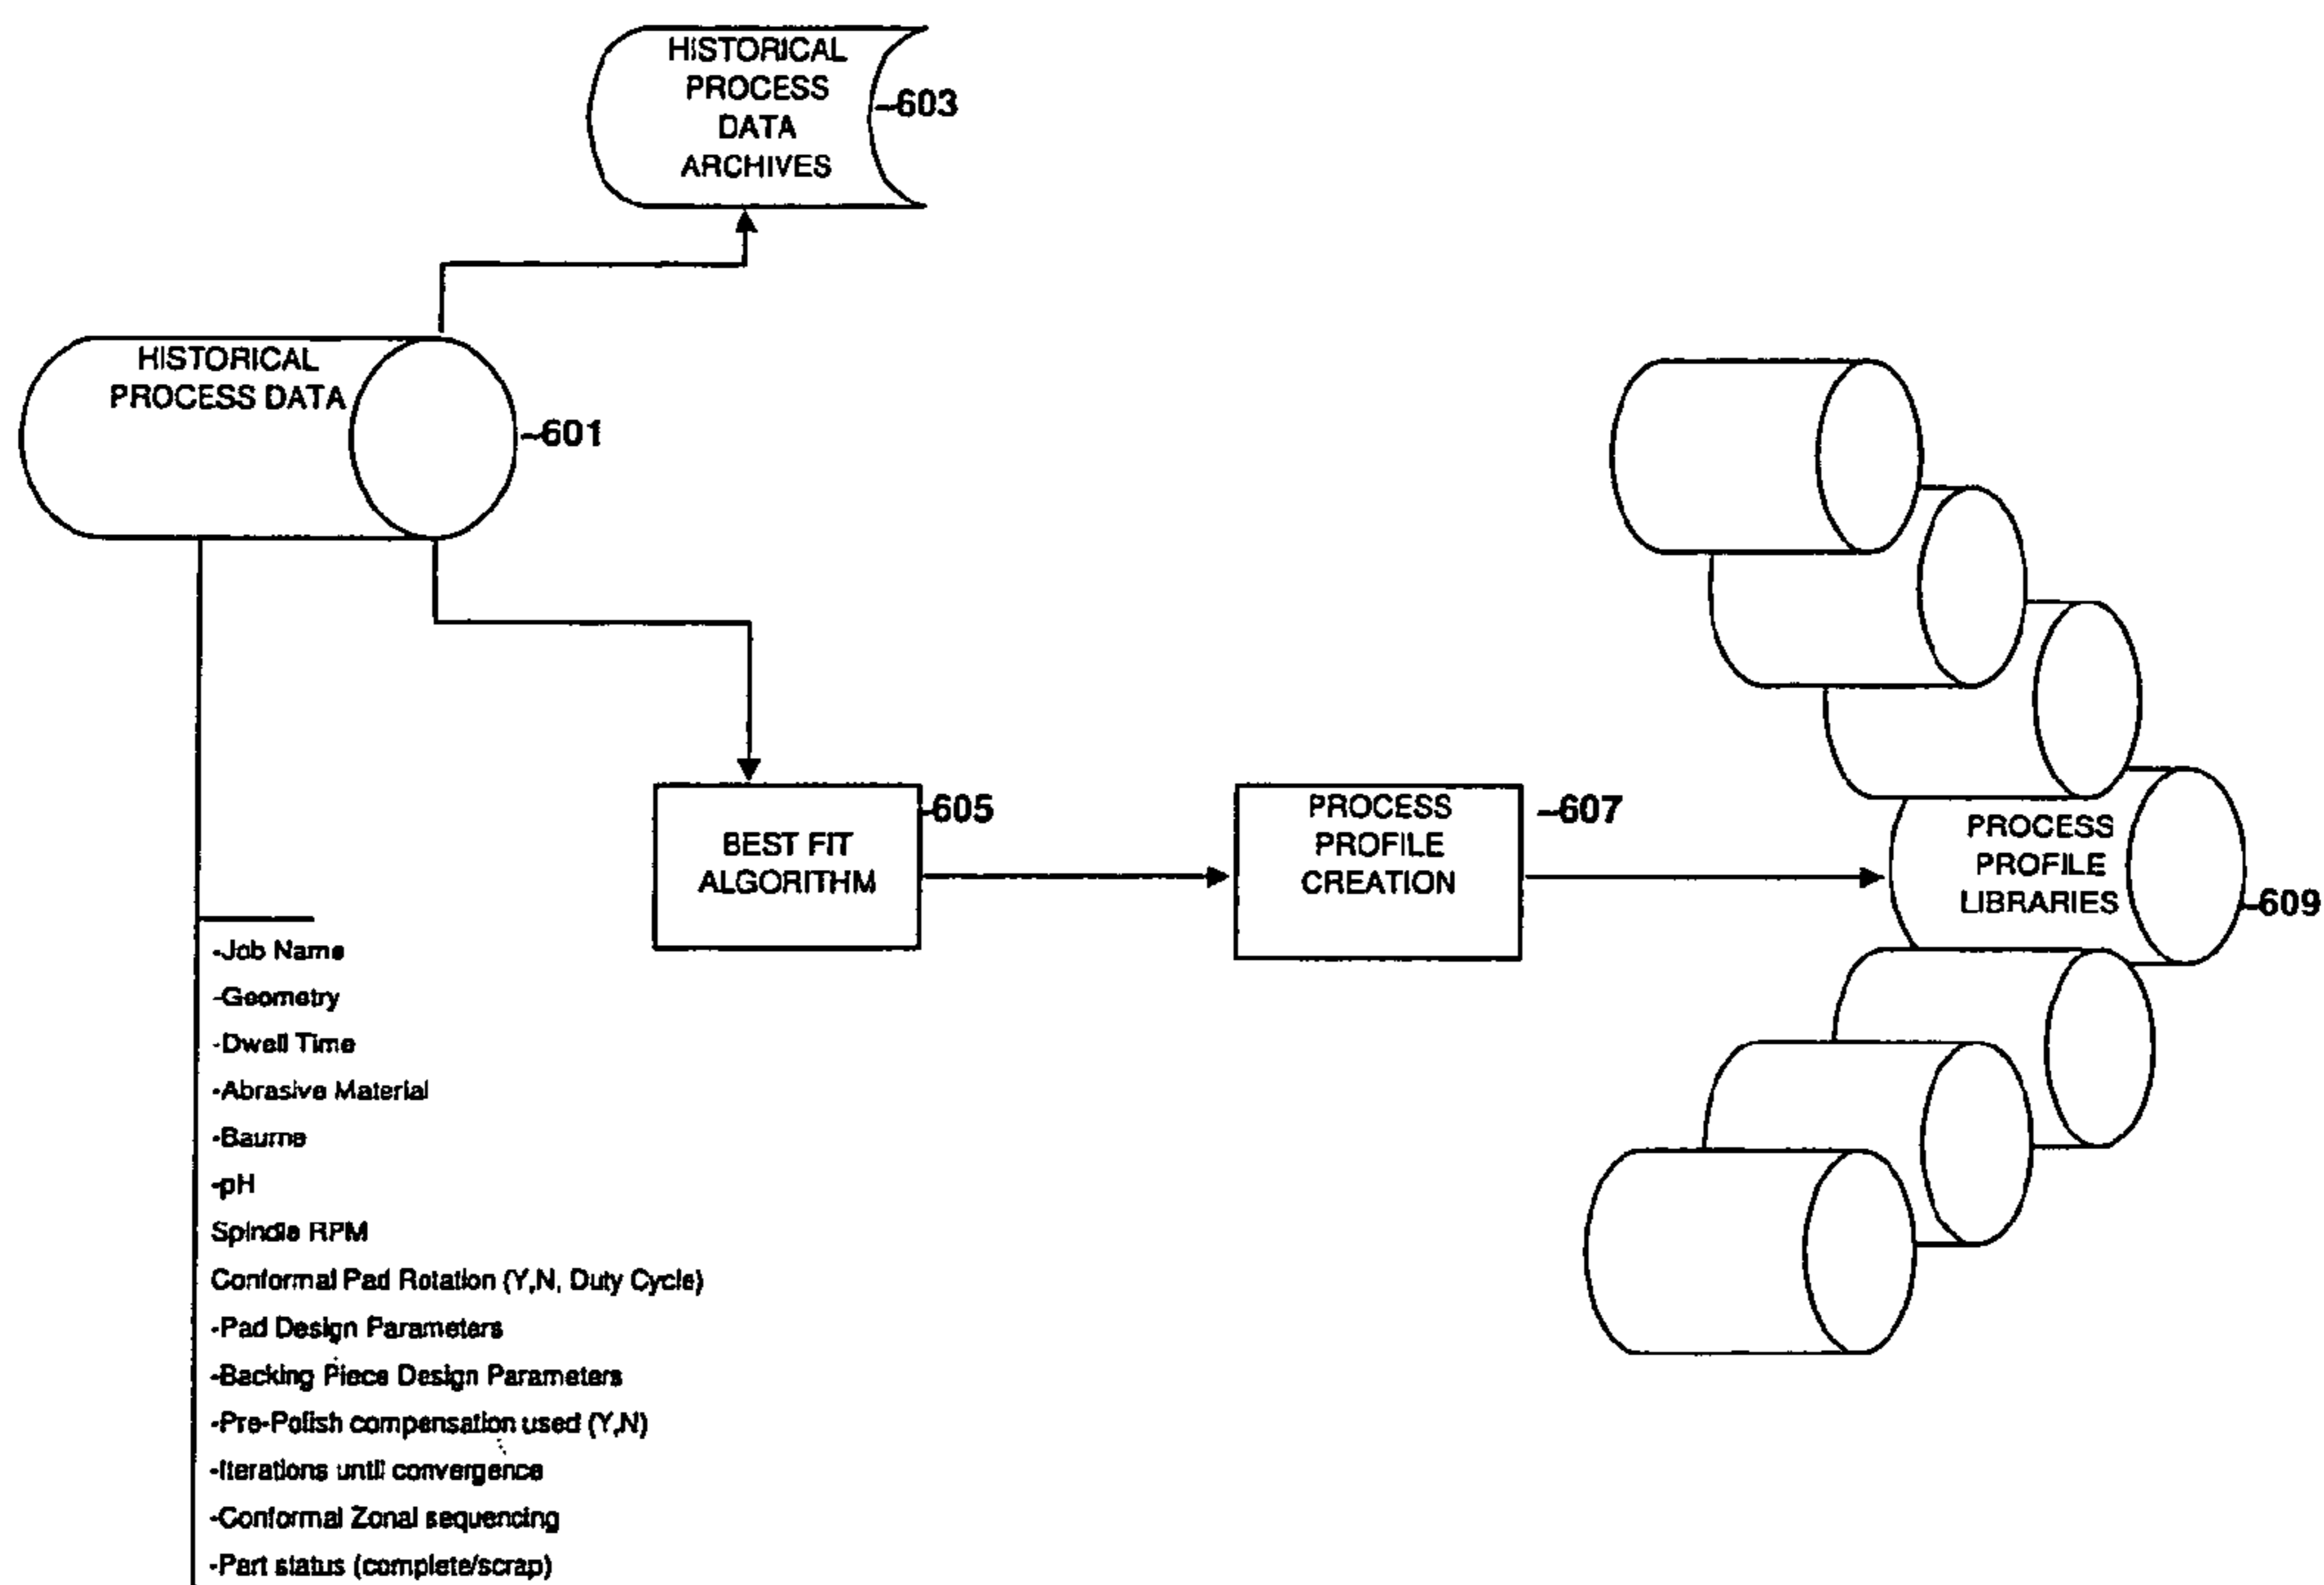 HISTORICAL
PROCESS
DATA
ARCHIVES
-603
HISTORICAL
PROCESS DATA
-601
BEST FIT
ALGORITHM
-605
PROCESS
PROFILE
CREATION
-607
PROCESS
PROFILE
LIBRARIES
-609
-Job Name
-Geometry
-Dwell Time
-Abrasive Material
-Baume
-pH
Spindle RPM
Conformal Pad Rotation (Y,N, Duty Cycle)
-Pad Design Parameters
-Backing Piece Design Parameters
-Pre-Polish compensation used (Y,N)
-Iterations until convergence
-Conformal Zonal sequencing
-Part status (complete/scrap)